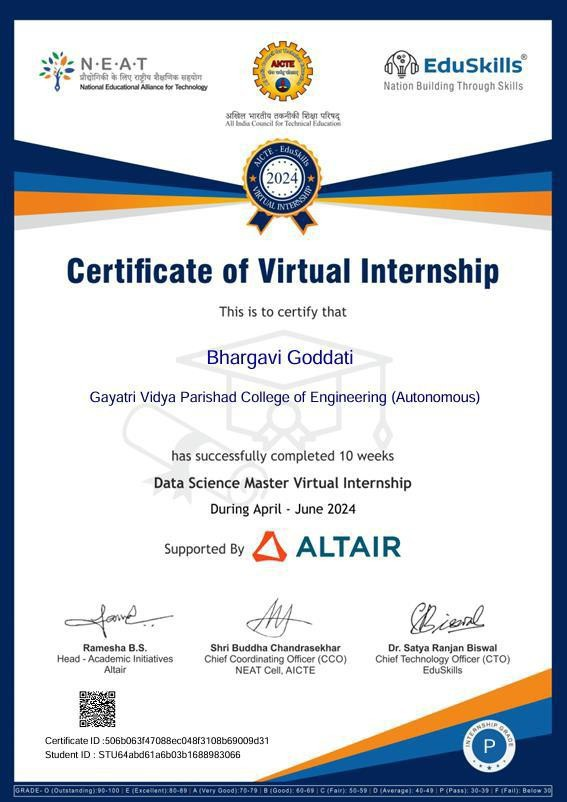 N·E·A·T
प्रौद्योगिकी के लिए राष्ट्रीय शैक्षणिक सहयोग
National Educational Alliance for Technology
AICTE
अखिल भारतीय तकनीकी शिक्षा परिषद्
All India Council for Technical Education
EduSkills®
Nation Building Through Skills
AICTE - EduSkills
2024
VIRTUAL INTERNSHIP
Certificate of Virtual Internship
This is to certify that
Bhargavi Goddati
Gayatri Vidya Parishad College of Engineering (Autonomous)
has successfully completed 10 weeks
Data Science Master Virtual Internship
During April - June 2024
Supported By ALTAIR
Ramesha B.S.
Head - Academic Initiatives
Altair
Shri Buddha Chandrasekhar
Chief Coordinating Officer (CCO)
NEAT Cell, AICTE
Dr. Satya Ranjan Biswal
Chief Technology Officer (CTO)
EduSkills
Certificate ID :506b063f47088ec048f3108b69009d31
Student ID : STU64abd61a6b03b1688983066
INTERNSHIP GRADE
P
GRADE- O (Outstanding):90-100 | E (Excellent):80-89 | A (Very Good):70-79 | B (Good): 60-69 | C (Fair): 50-59 | D (Average): 40-49 | P (Pass): 30-39 | F (Fail): Below 30